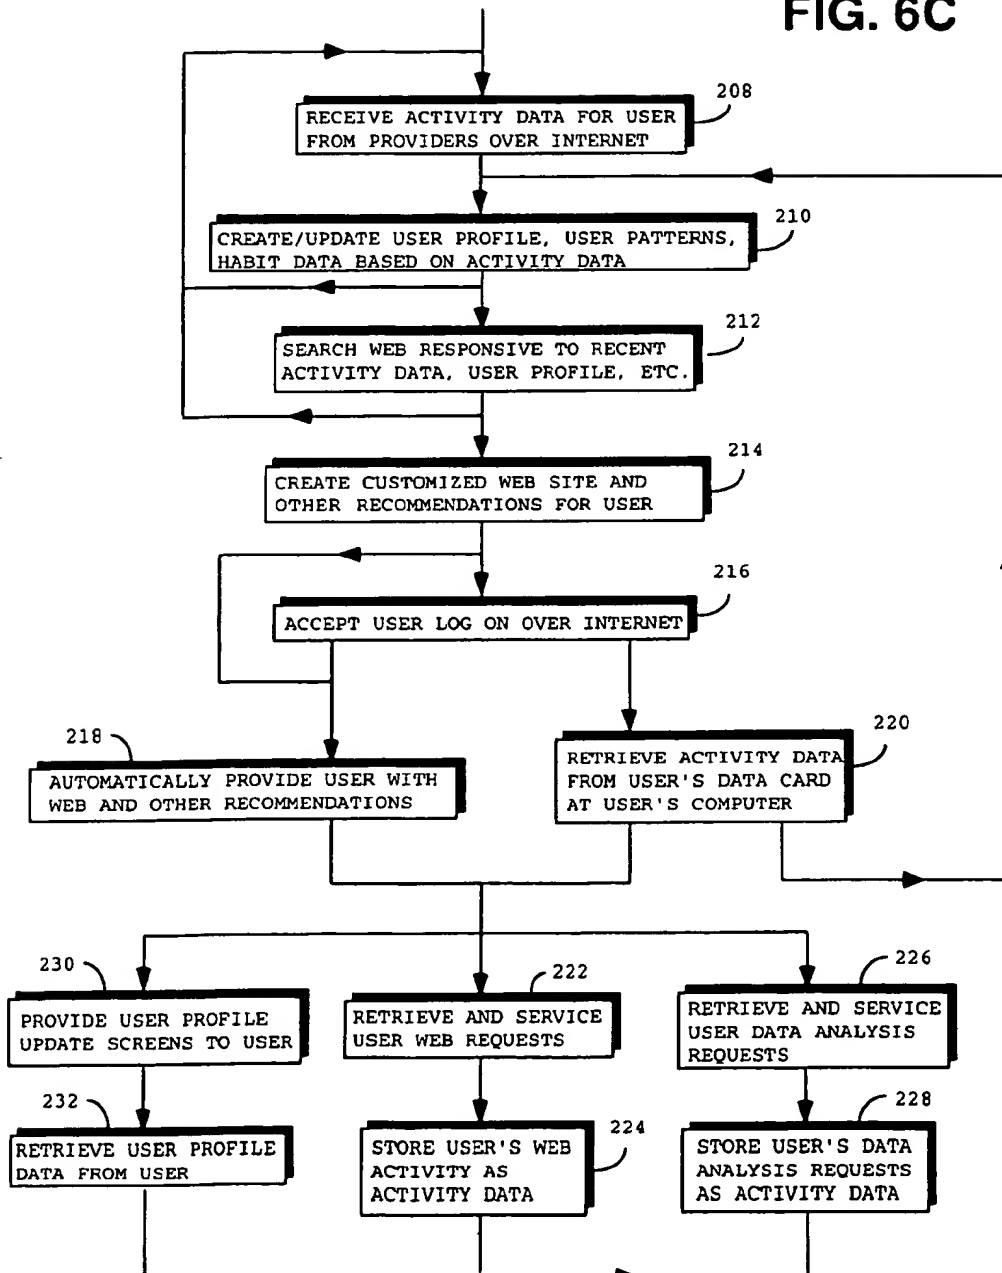 FIG. 6C
208
RECEIVE ACTIVITY DATA FOR USER
FROM PROVIDERS OVER INTERNET
210
CREATE/UPDATE USER PROFILE, USER PATTERNS,
HABIT DATA BASED ON ACTIVITY DATA
212
SEARCH WEB RESPONSIVE TO RECENT
ACTIVITY DATA, USER PROFILE, ETC.
214
CREATE CUSTOMIZED WEB SITE AND
OTHER RECOMMENDATIONS FOR USER
216
ACCEPT USER LOG ON OVER INTERNET
218
AUTOMATICALLY PROVIDE USER WITH
WEB AND OTHER RECOMMENDATIONS
220
RETRIEVE ACTIVITY DATA
FROM USER'S DATA CARD
AT USER'S COMPUTER
230
PROVIDE USER PROFILE
UPDATE SCREENS TO USER
222
RETRIEVE AND SERVICE
USER WEB REQUESTS
226
RETRIEVE AND SERVICE
USER DATA ANALYSIS
REQUESTS
232
RETRIEVE USER PROFILE
DATA FROM USER
224
STORE USER'S WEB
ACTIVITY AS
ACTIVITY DATA
228
STORE USER'S DATA
ANALYSIS REQUESTS
AS ACTIVITY DATA